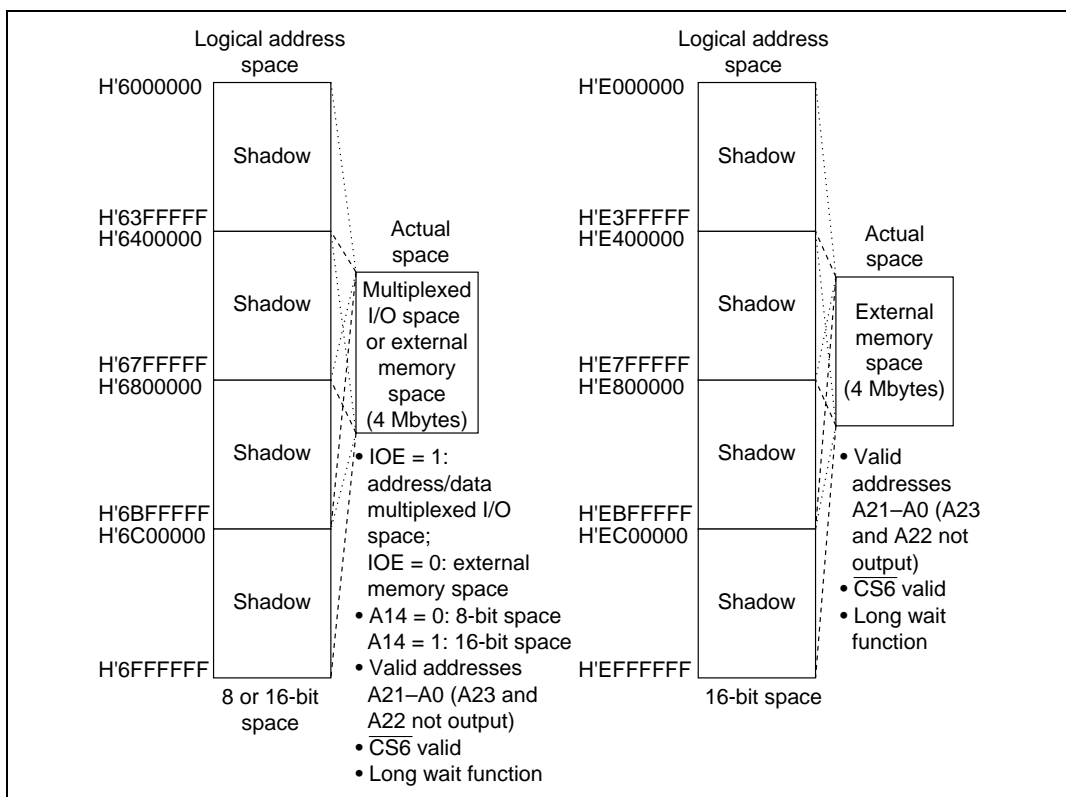 Logical address
space
H'6000000
Shadow
H'63FFFFF
H'6400000
Shadow
H'67FFFFF
H'6800000
Shadow
H'6BFFFFF
H'6C00000
Shadow
H'6FFFFFF
8 or 16-bit
space
Actual
space
Multiplexed
I/O space
or external
memory
space
(4 Mbytes)
• IOE = 1:
address/data
multiplexed I/O
space;
IOE = 0: external
memory space
• A14 = 0: 8-bit space
A14 = 1: 16-bit space
• Valid addresses
A21–A0 (A23 and
A22 not output)
• C̅S̅6̅ valid
• Long wait function
Logical address
space
H'E000000
Shadow
H'E3FFFFF
H'E400000
Shadow
H'E7FFFFF
H'E800000
Shadow
H'EBFFFFF
H'EC00000
Shadow
H'EFFFFFF
16-bit space
Actual
space
External
memory
space
(4 Mbytes)
• Valid
addresses
A21–A0 (A23
and A22 not
output)
• C̅S̅6̅ valid
• Long wait
function